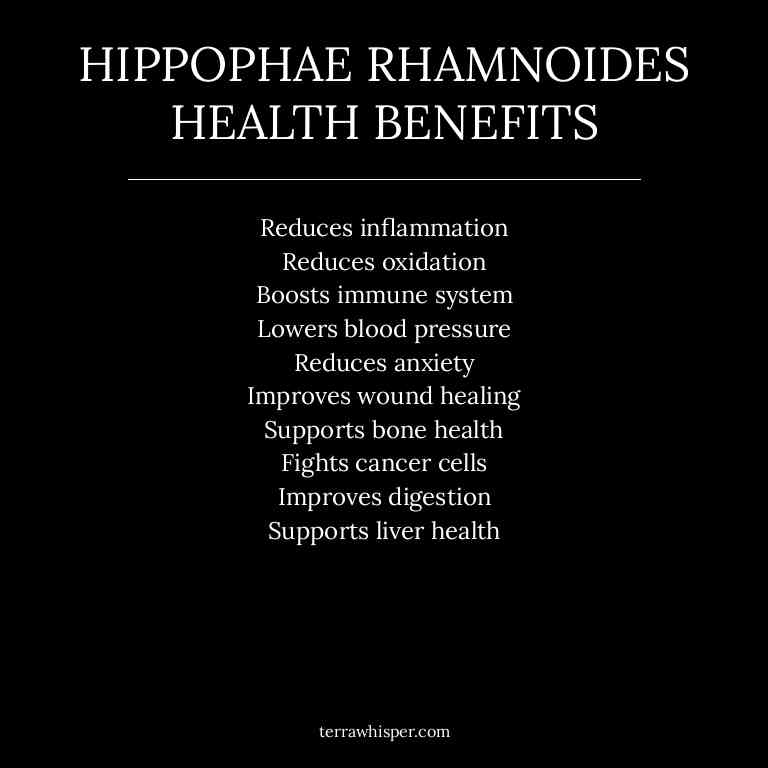 HIPPOPHAE RHAMNOIDES
HEALTH BENEFITS
Reduces inflammation
Reduces oxidation
Boosts immune system
Lowers blood pressure
Reduces anxiety
Improves wound healing
Supports bone health
Fights cancer cells
Improves digestion
Supports liver health
terrawhisper.com